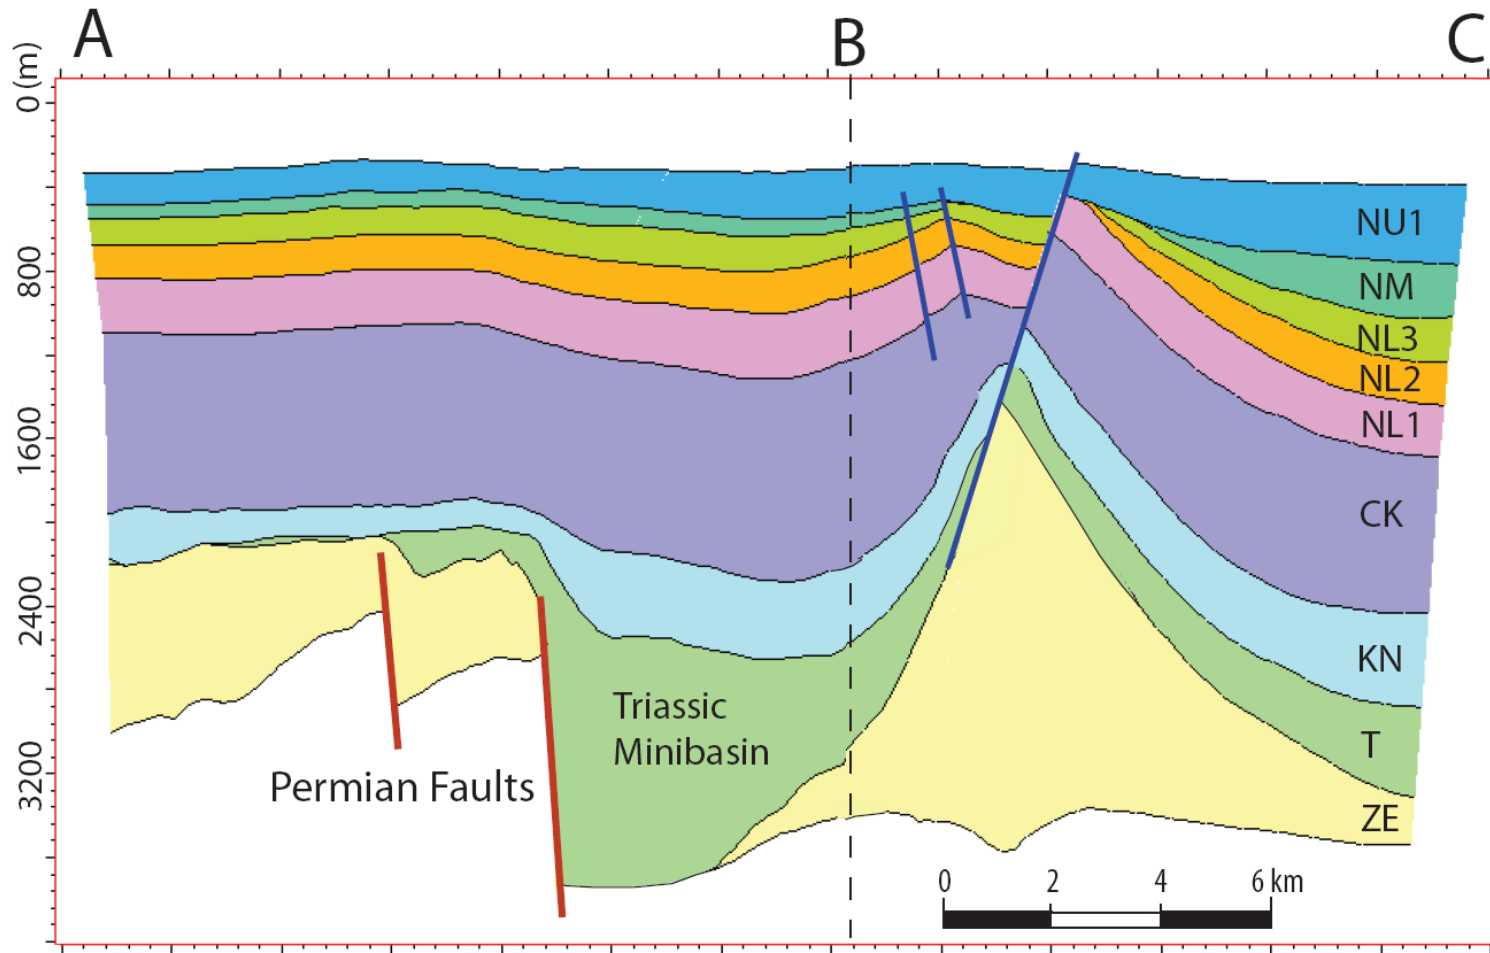 A
B
C
0 (m)
800
1600
2400
3200
NU1
NM
NL3
NL2
NL1
CK
KN
T
ZE
Triassic
Minibasin
Permian Faults
0 2 4 6 km